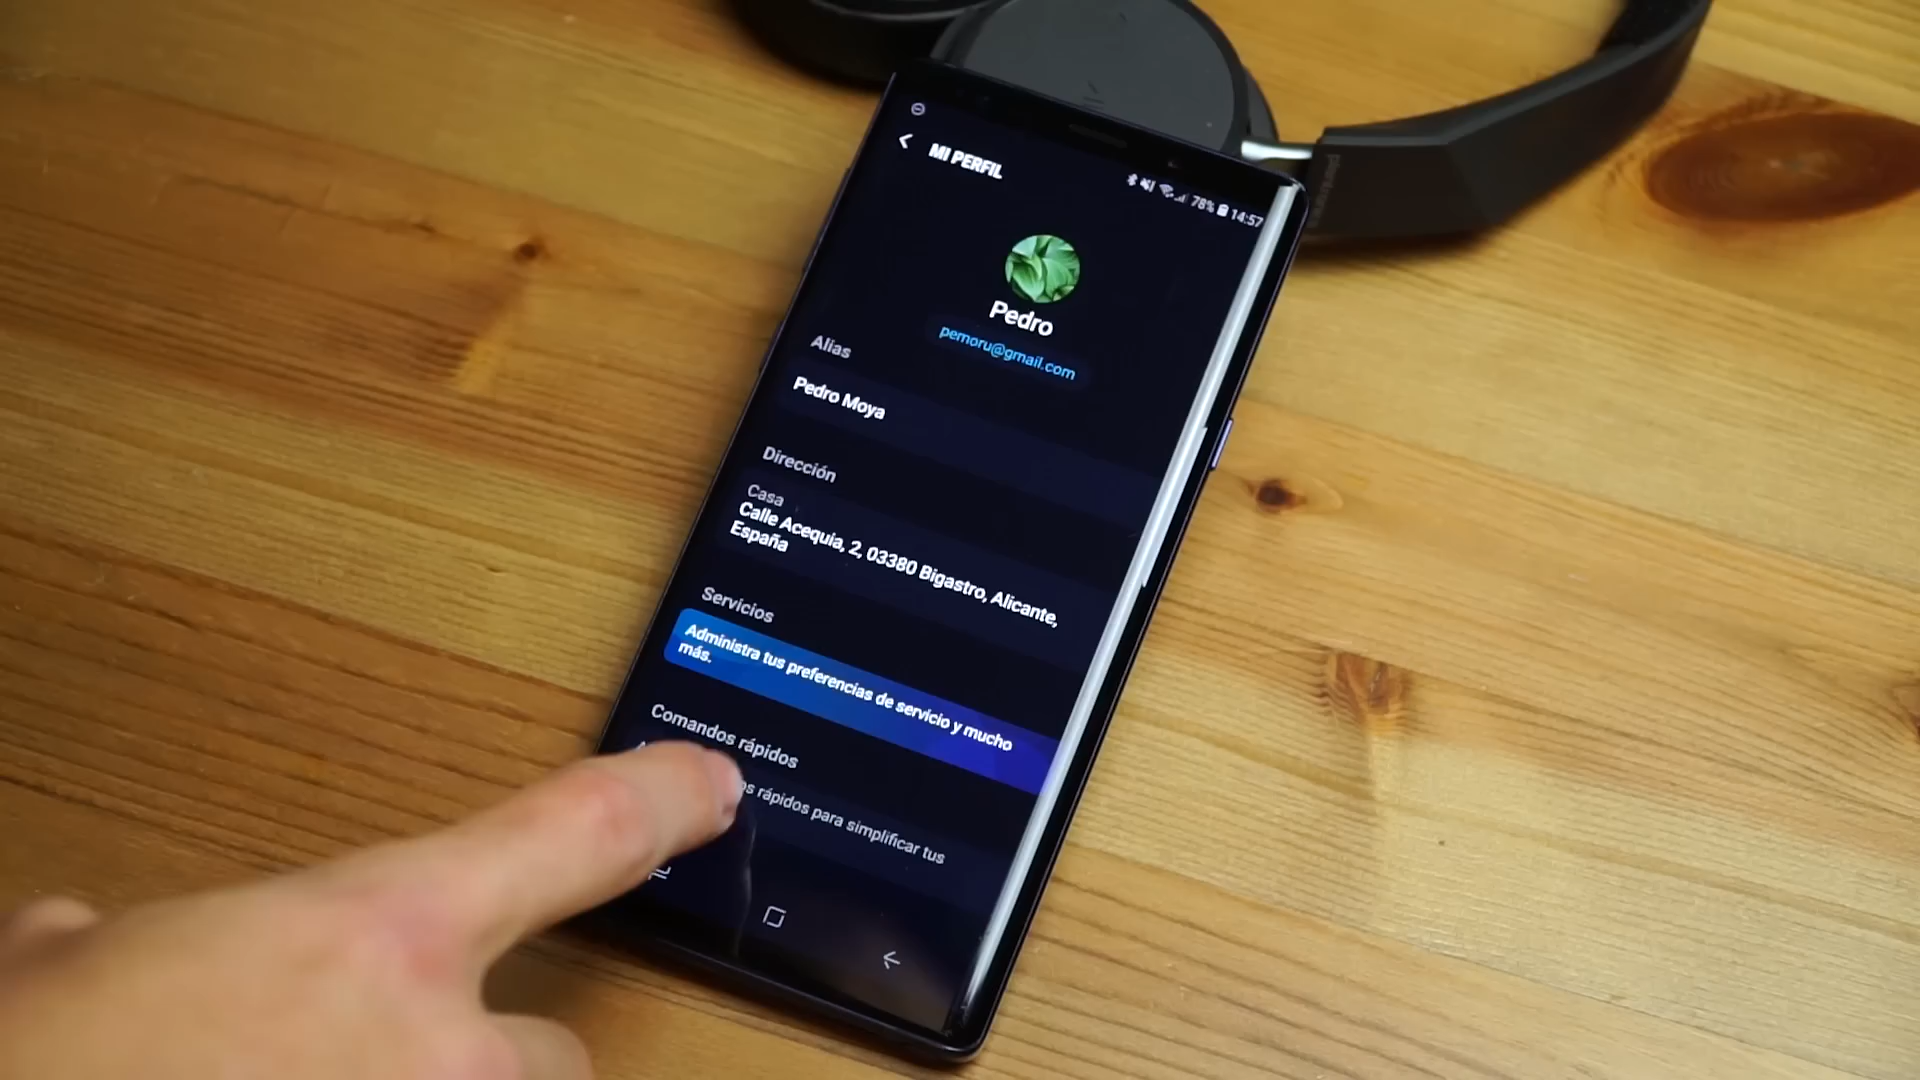 MI PERFIL
78% 14:57
Pedro
pemoru@gmail.com
Alias
Pedro Moya
Dirección
Casa
Calle Acequia, 2, 03380 Bigastro, Alicante,
España
Servicios
Administra tus preferencias de servicio y mucho
más.
Comandos rápidos
rápidos para simplificar tus